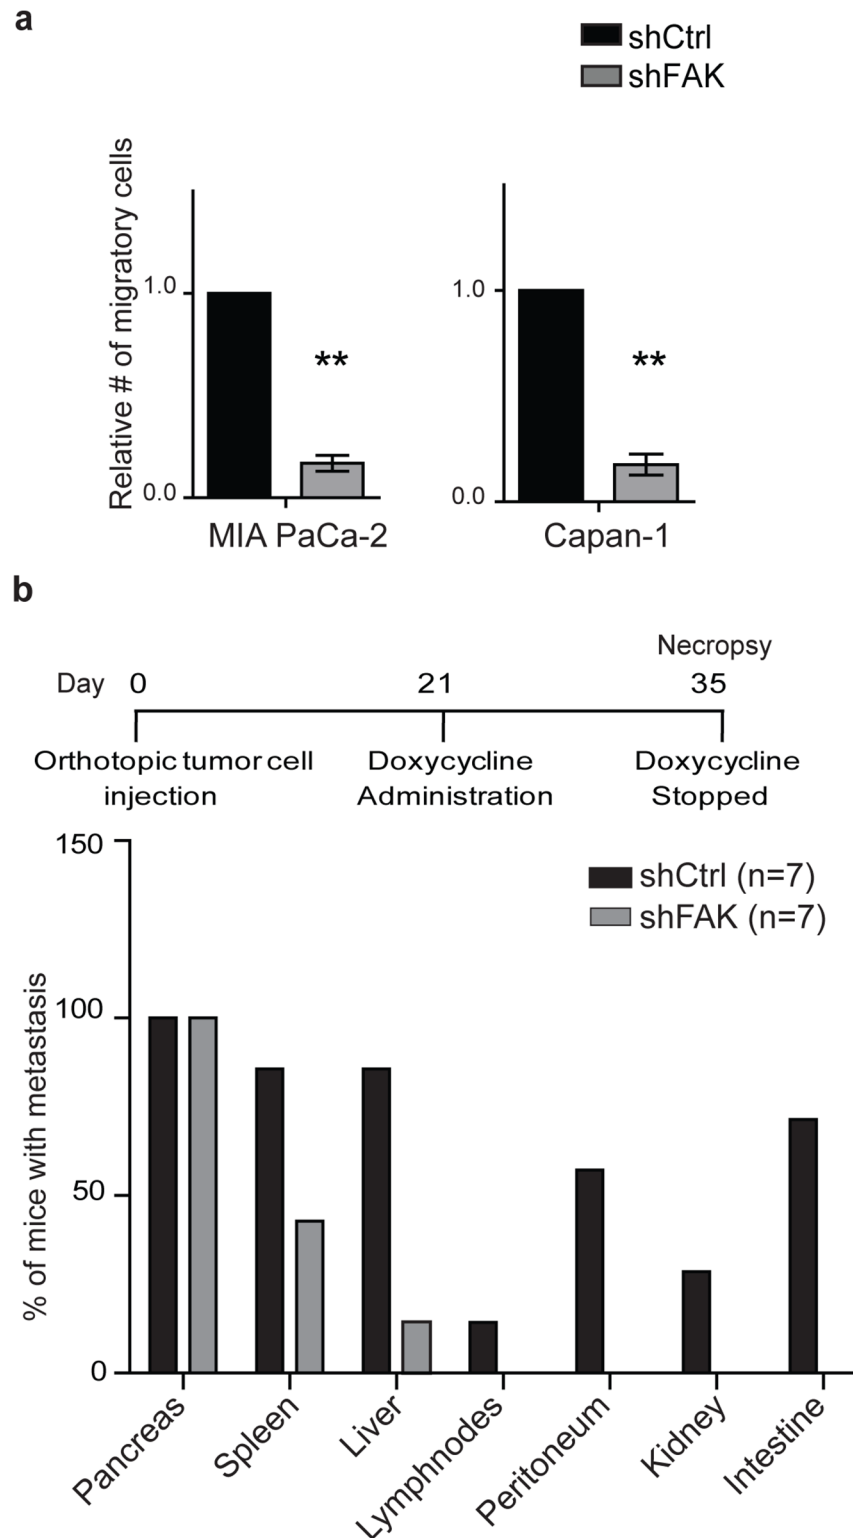 a
shCtrl
shFAK
Relative # of migratory cells
1.0
0.0
**
MIA PaCa-2
1.0
0.0
**
Capan-1
b
Necropsy
Day 0 21 35
Orthotopic tumor cell
injection
Doxycycline
Administration
Doxycycline
Stopped
% of mice with metastasis
150
100
50
0
shCtrl (n=7)
shFAK (n=7)
Pancreas
Spleen
Liver
Lymphnodes
Peritoneum
Kidney
Intestine